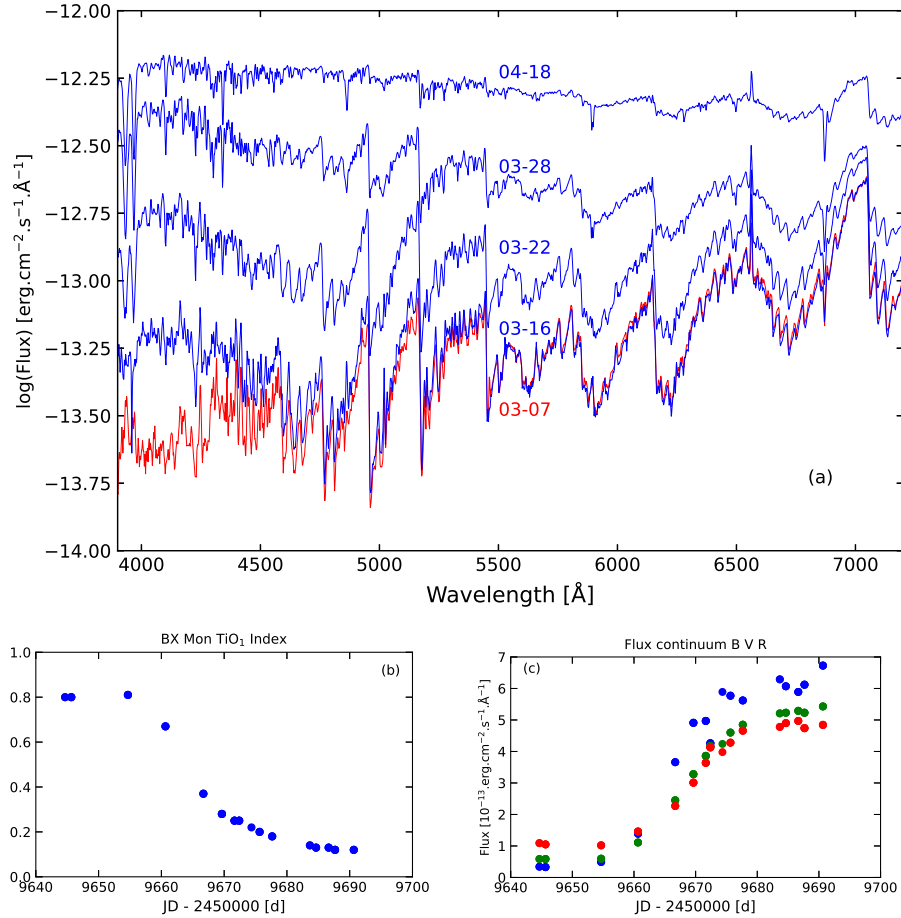 −12.00
−12.25
−12.50
−12.75
−13.00
−13.25
−13.50
−13.75
−14.00
log(Flux) [erg.cm⁻².s⁻¹.Å⁻¹]
04-18
03-28
03-22
03-16
03-07
(a)
4000 4500 5000 5500 6000 6500 7000
Wavelength [Å]
BX Mon TiO₁ Index
(b)
1.0
0.8
0.6
0.4
0.2
0.0
9640 9650 9660 9670 9680 9690 9700
JD - 2450000 [d]
Flux continuum B V R
(c)
7
6
5
4
3
2
1
0
Flux [10⁻¹³.erg.cm⁻².s⁻¹.Å⁻¹]
9640 9650 9660 9670 9680 9690 9700
JD - 2450000 [d]